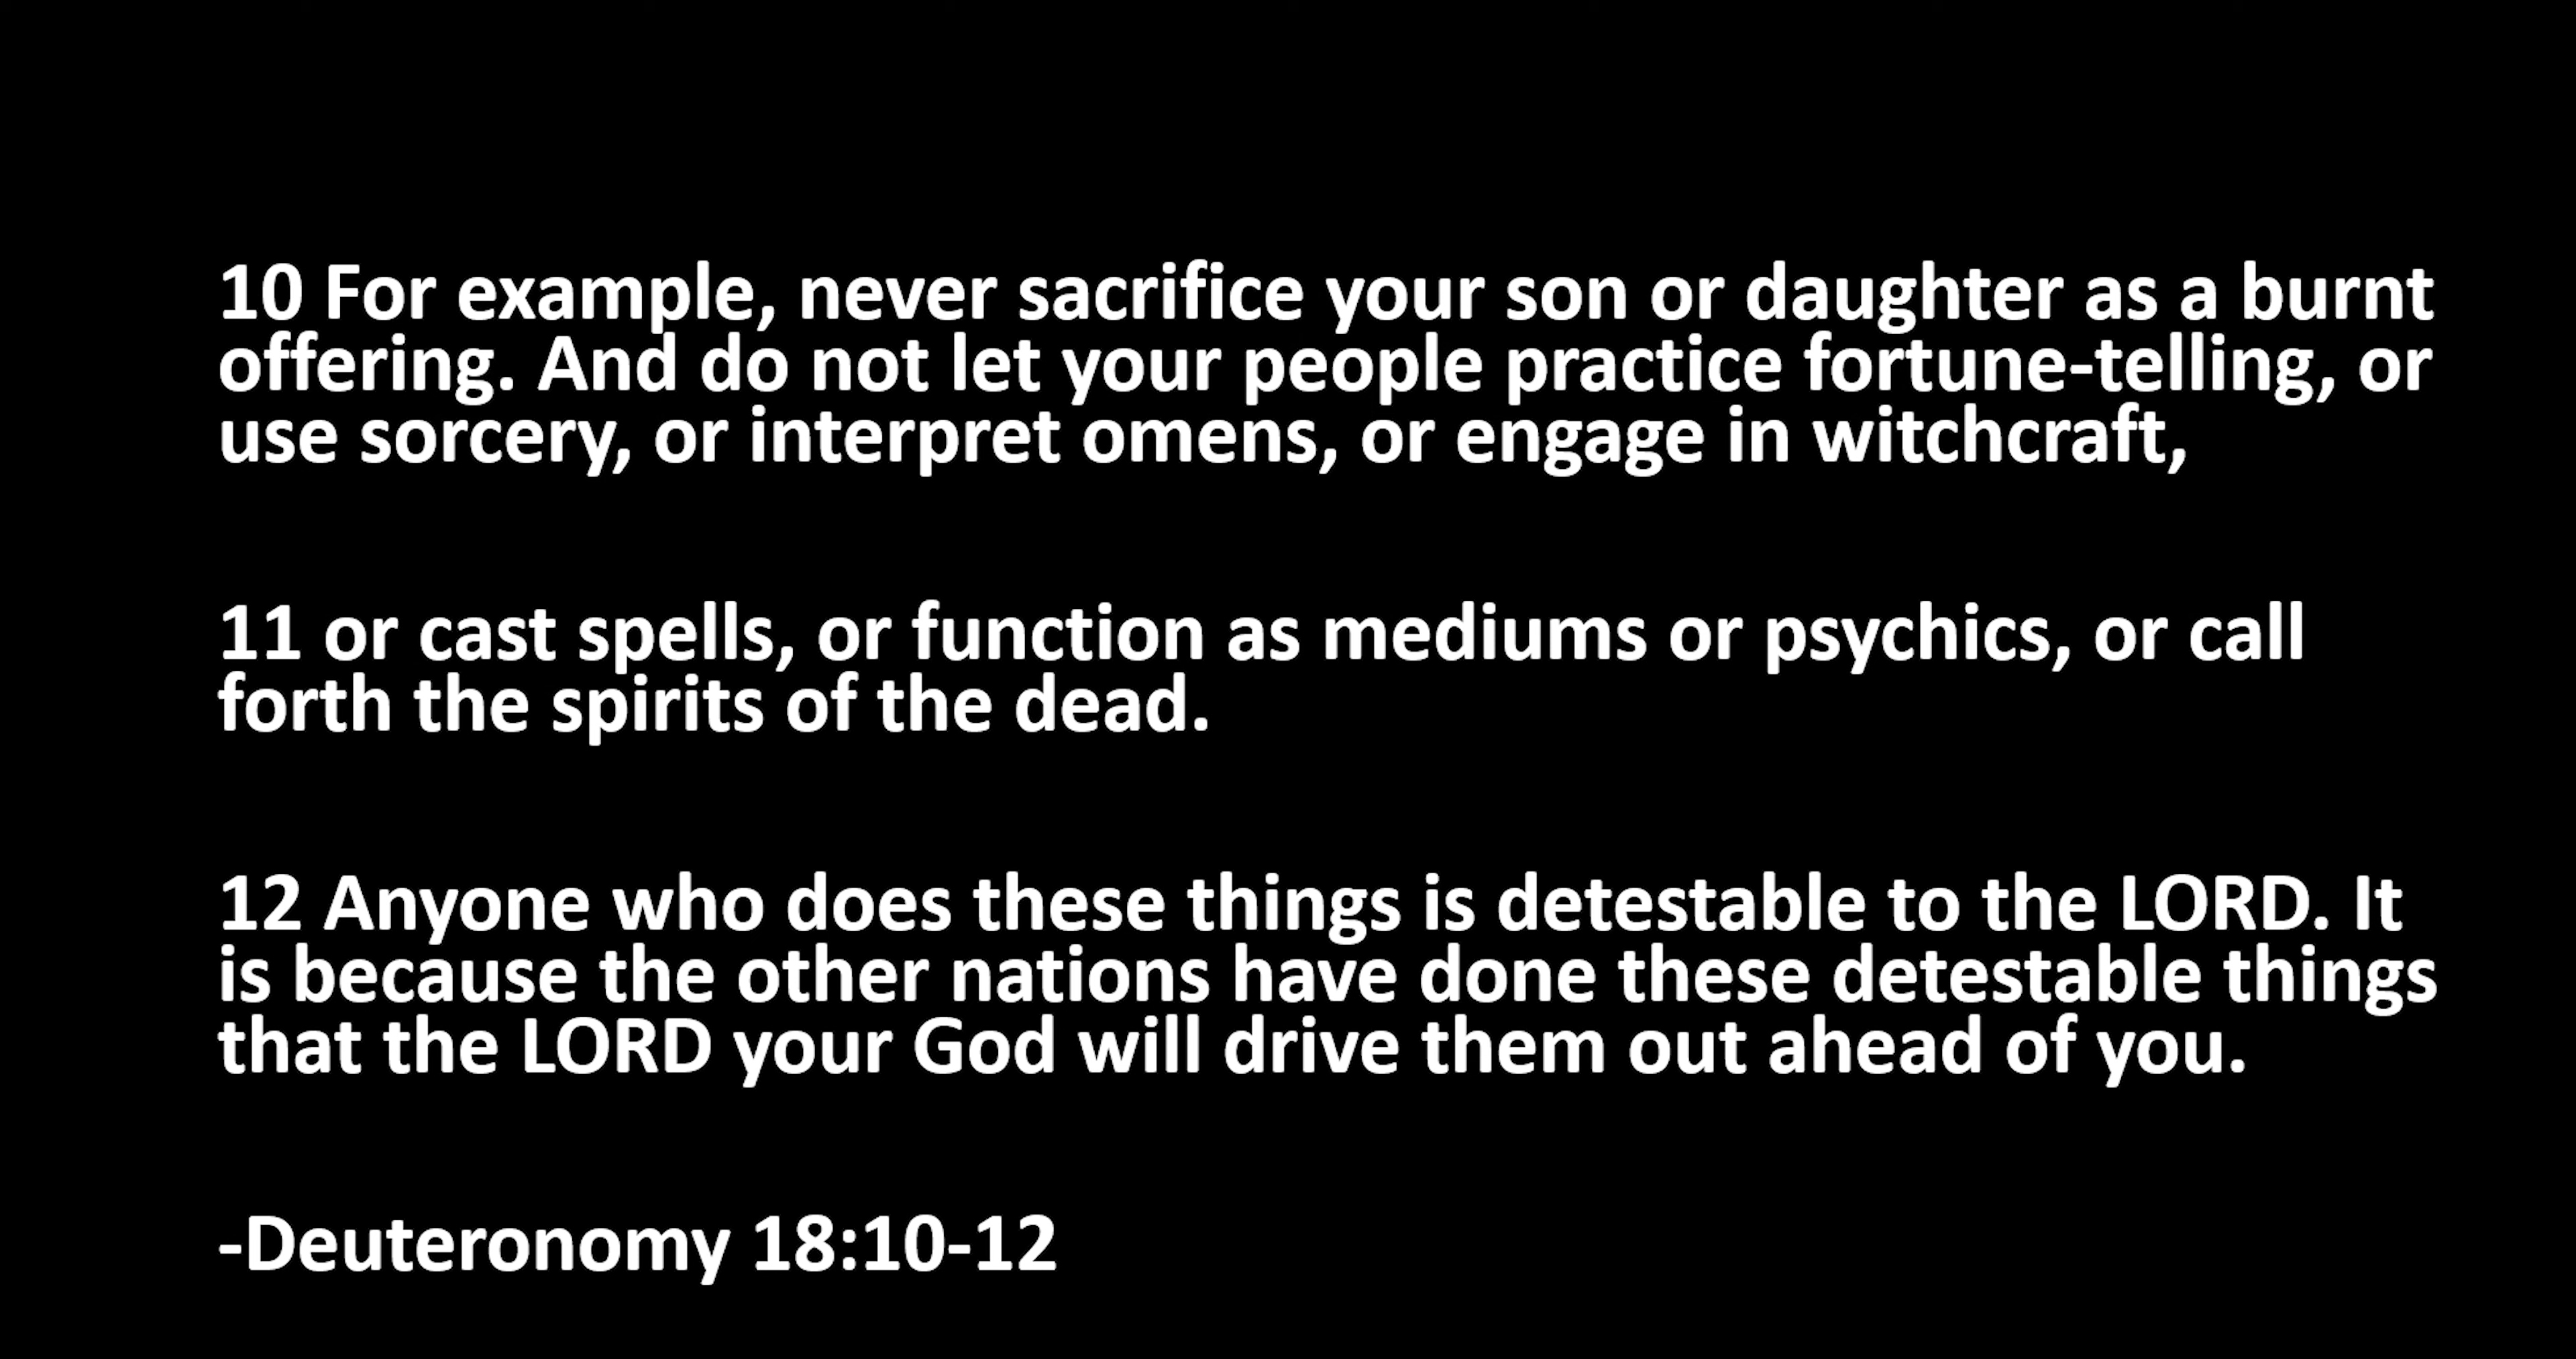 10 For example, never sacrifice your son or daughter as a burnt
offering. And do not let your people practice fortune-telling, or
use sorcery, or interpret omens, or engage in witchcraft,
11 or cast spells, or function as mediums or psychics, or call
forth the spirits of the dead.
12 Anyone who does these things is detestable to the LORD. It
is because the other nations have done these detestable things
that the LORD your God will drive them out ahead of you.
-Deuteronomy 18:10-12